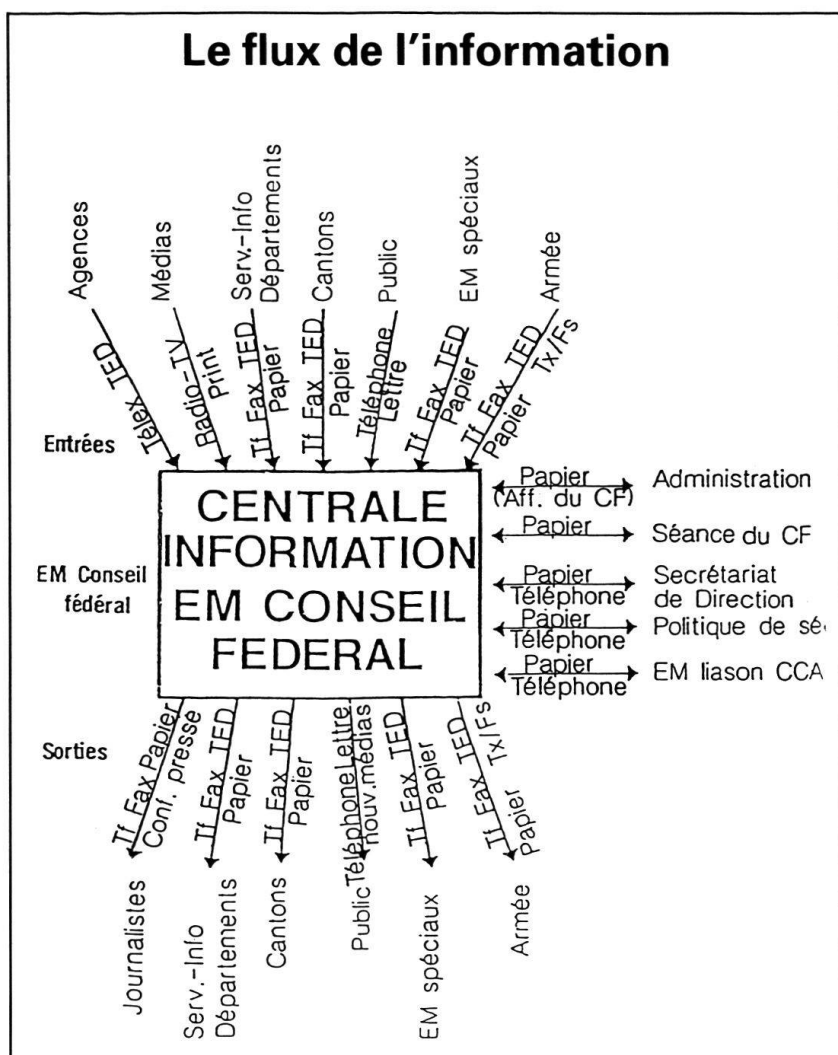 Le flux de l'information
Agences
Télex TED
Médias
Radio-TV
Print
Serv.-Info
Départements
Tf Fax TED
Papier
Cantons
Tf Fax TED
Papier
Public
Téléphone
Lettre
EM spéciaux
Tf Fax TED
Papier
Armée
Tf Fax TED Tx/Fs
Papier
Entrées
EM Conseil
fédéral
CENTRALE
INFORMATION
EM CONSEIL
FEDERAL
Papier
(Aff. du CF)
Administration
Papier
Séance du CF
Papier
Téléphone
Secrétariat
de Direction
Papier
Téléphone
Politique de sé
Papier
Téléphone
EM liason CCA
Sorties
Tf Fax Papier
Conf. presse
Journalistes
Tf Fax TED
Papier
Serv.-Info
Départements
Tf Fax TED
Papier
Cantons
Téléphone Lettre
nouv. médias
Public
Tf Fax TED
Papier
EM spéciaux
Tf Fax TED Tx/Fs
Papier
Armée